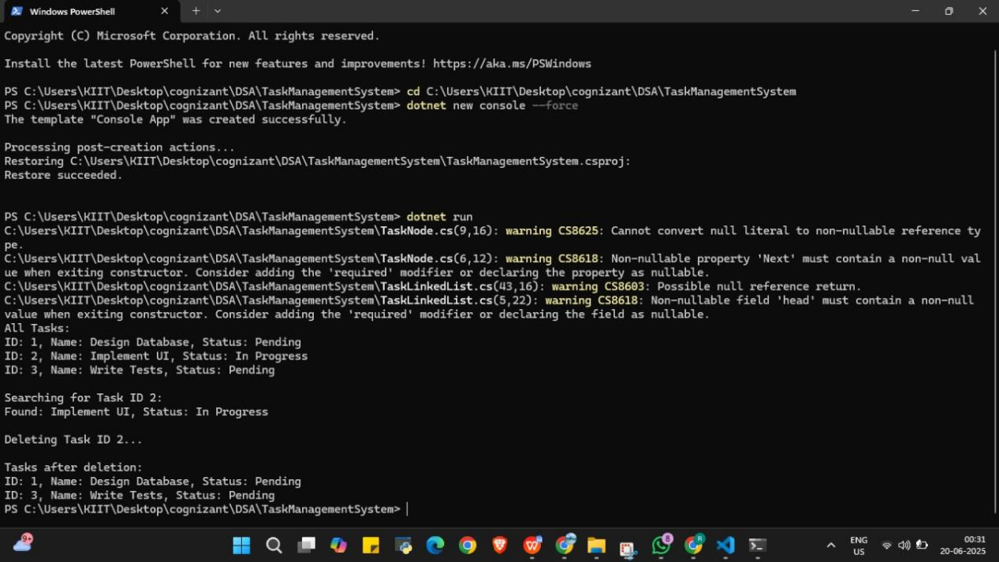 Windows PowerShell
Copyright (C) Microsoft Corporation. All rights reserved.
Install the latest PowerShell for new features and improvements! https://aka.ms/PSWindows
PS C:\Users\KIIT\Desktop\cognizant\DSA\TaskManagementSystem> cd C:\Users\KIIT\Desktop\cognizant\DSA\TaskManagementSystem
PS C:\Users\KIIT\Desktop\cognizant\DSA\TaskManagementSystem> dotnet new console --force
The template "Console App" was created successfully.
Processing post-creation actions...
Restoring C:\Users\KIIT\Desktop\cognizant\DSA\TaskManagementSystem\TaskManagementSystem.csproj:
Restore succeeded.
PS C:\Users\KIIT\Desktop\cognizant\DSA\TaskManagementSystem> dotnet run
C:\Users\KIIT\Desktop\cognizant\DSA\TaskManagementSystem\TaskNode.cs(9,16): warning CS8625: Cannot convert null literal to non-nullable reference ty
pe.
C:\Users\KIIT\Desktop\cognizant\DSA\TaskManagementSystem\TaskNode.cs(6,12): warning CS8618: Non-nullable property 'Next' must contain a non-null val
ue when exiting constructor. Consider adding the 'required' modifier or declaring the property as nullable.
C:\Users\KIIT\Desktop\cognizant\DSA\TaskManagementSystem\TaskLinkedList.cs(43,16): warning CS8603: Possible null reference return.
C:\Users\KIIT\Desktop\cognizant\DSA\TaskManagementSystem\TaskLinkedList.cs(5,22): warning CS8618: Non-nullable field 'head' must contain a non-null
value when exiting constructor. Consider adding the 'required' modifier or declaring the field as nullable.
All Tasks:
ID: 1, Name: Design Database, Status: Pending
ID: 2, Name: Implement UI, Status: In Progress
ID: 3, Name: Write Tests, Status: Pending
Searching for Task ID 2:
Found: Implement UI, Status: In Progress
Deleting Task ID 2...
Tasks after deletion:
ID: 1, Name: Design Database, Status: Pending
ID: 3, Name: Write Tests, Status: Pending
PS C:\Users\KIIT\Desktop\cognizant\DSA\TaskManagementSystem>
9+
8
R
ENG
US
00:31
20-06-2025